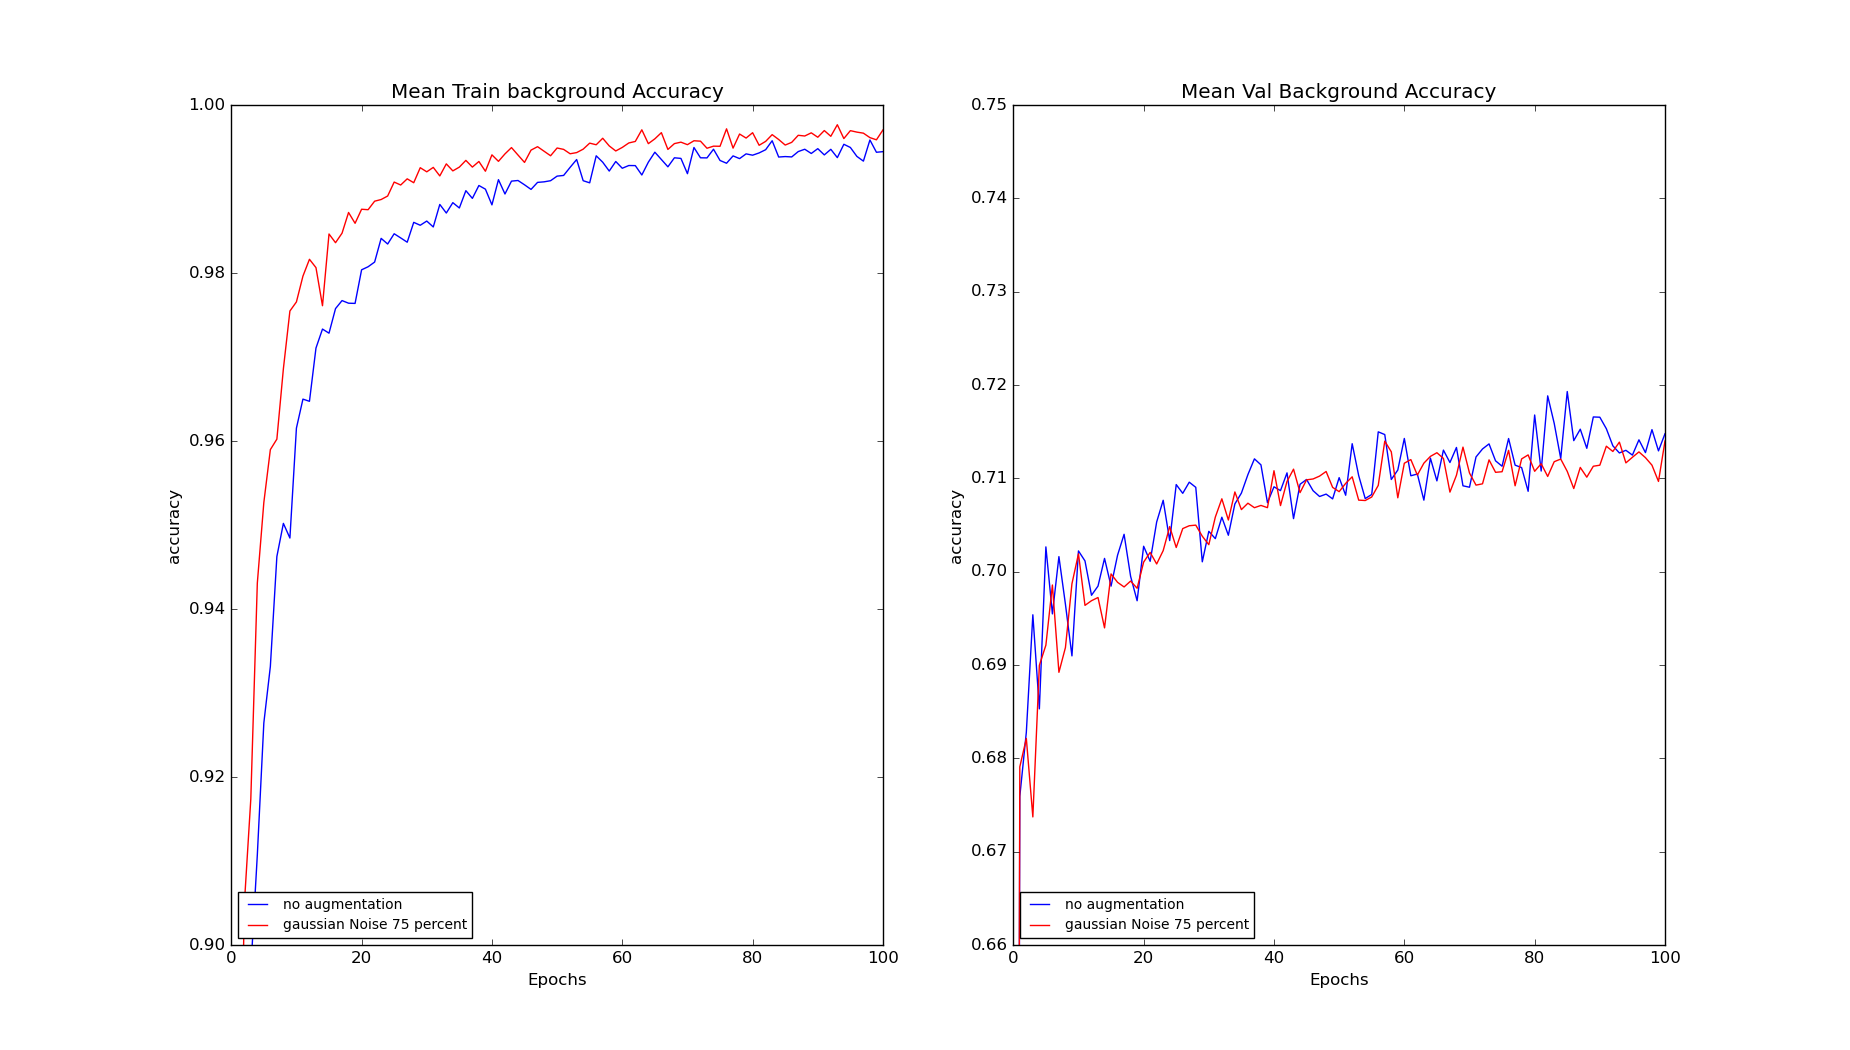 Mean Train background Accuracy
1.00
0.98
0.96
0.94
0.92
0.90
accuracy
0
20
40
60
80
100
Epochs
no augmentation
gaussian Noise 75 percent
Mean Val Background Accuracy
0.75
0.74
0.73
0.72
0.71
0.70
0.69
0.68
0.67
0.66
accuracy
0
20
40
60
80
100
Epochs
no augmentation
gaussian Noise 75 percent